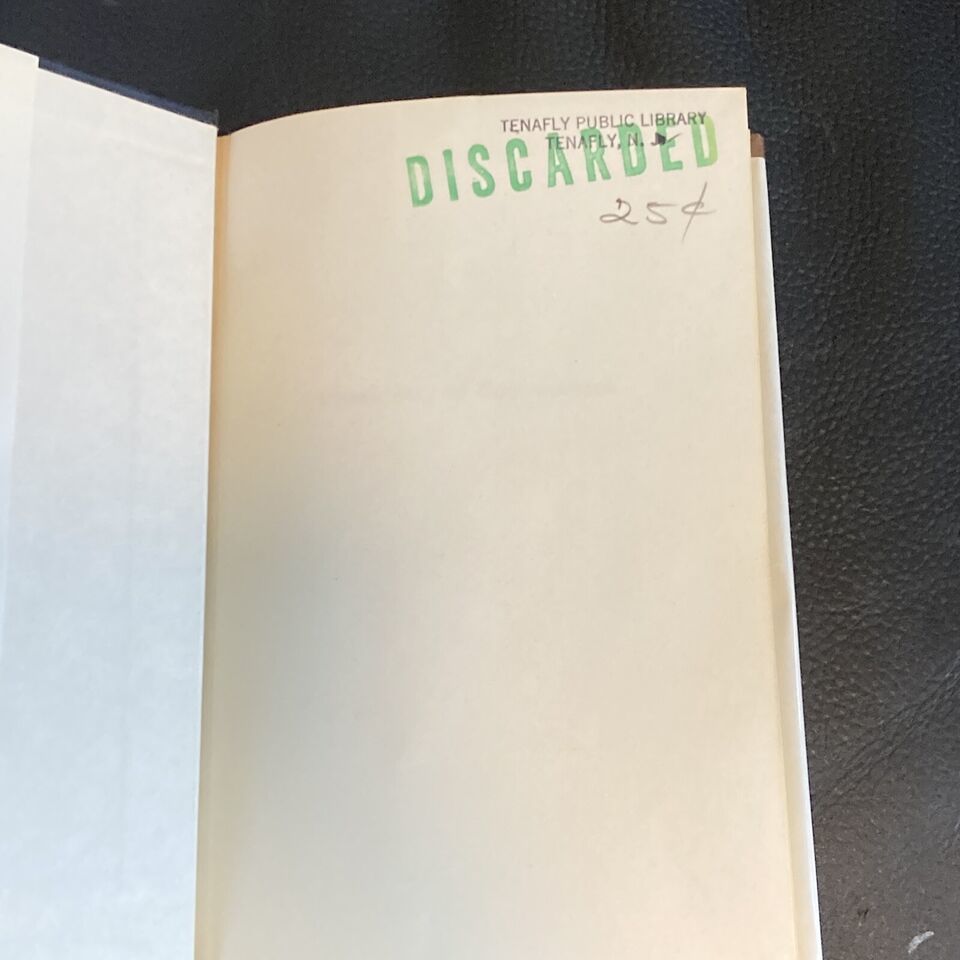 TENAFLY PUBLIC LIBRARY
TENAFLY, N. J.
DISCARDED
25¢